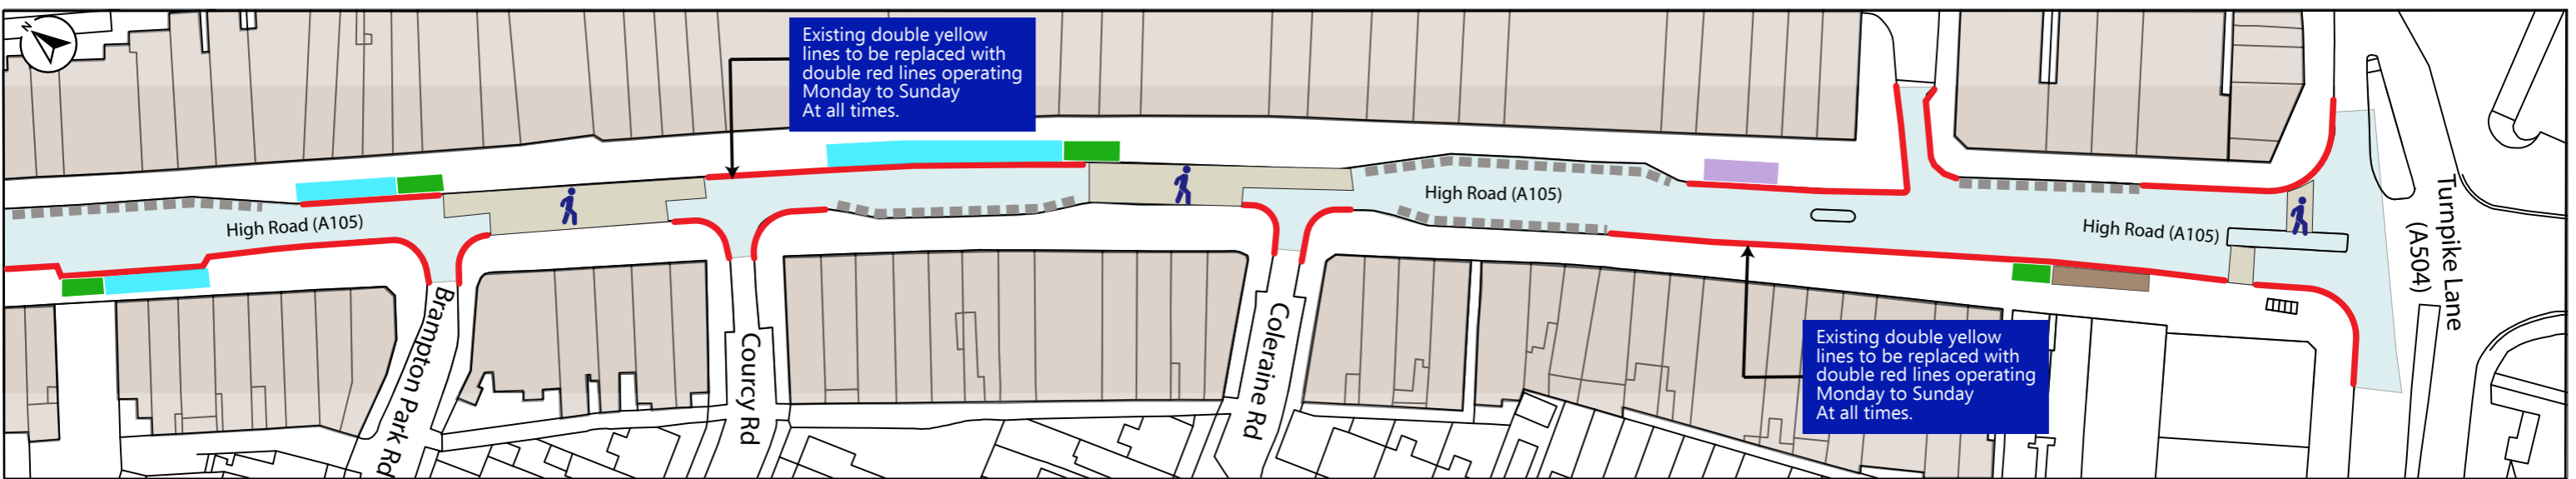 N
Existing double yellow
lines to be replaced with
double red lines operating
Monday to Sunday
At all times.
High Road (A105)
High Road (A105)
High Road (A105)
Turnpike Lane
(A504)
Brampton Park Rd
Courcy Rd
Coleraine Rd
Existing double yellow
lines to be replaced with
double red lines operating
Monday to Sunday
At all times.